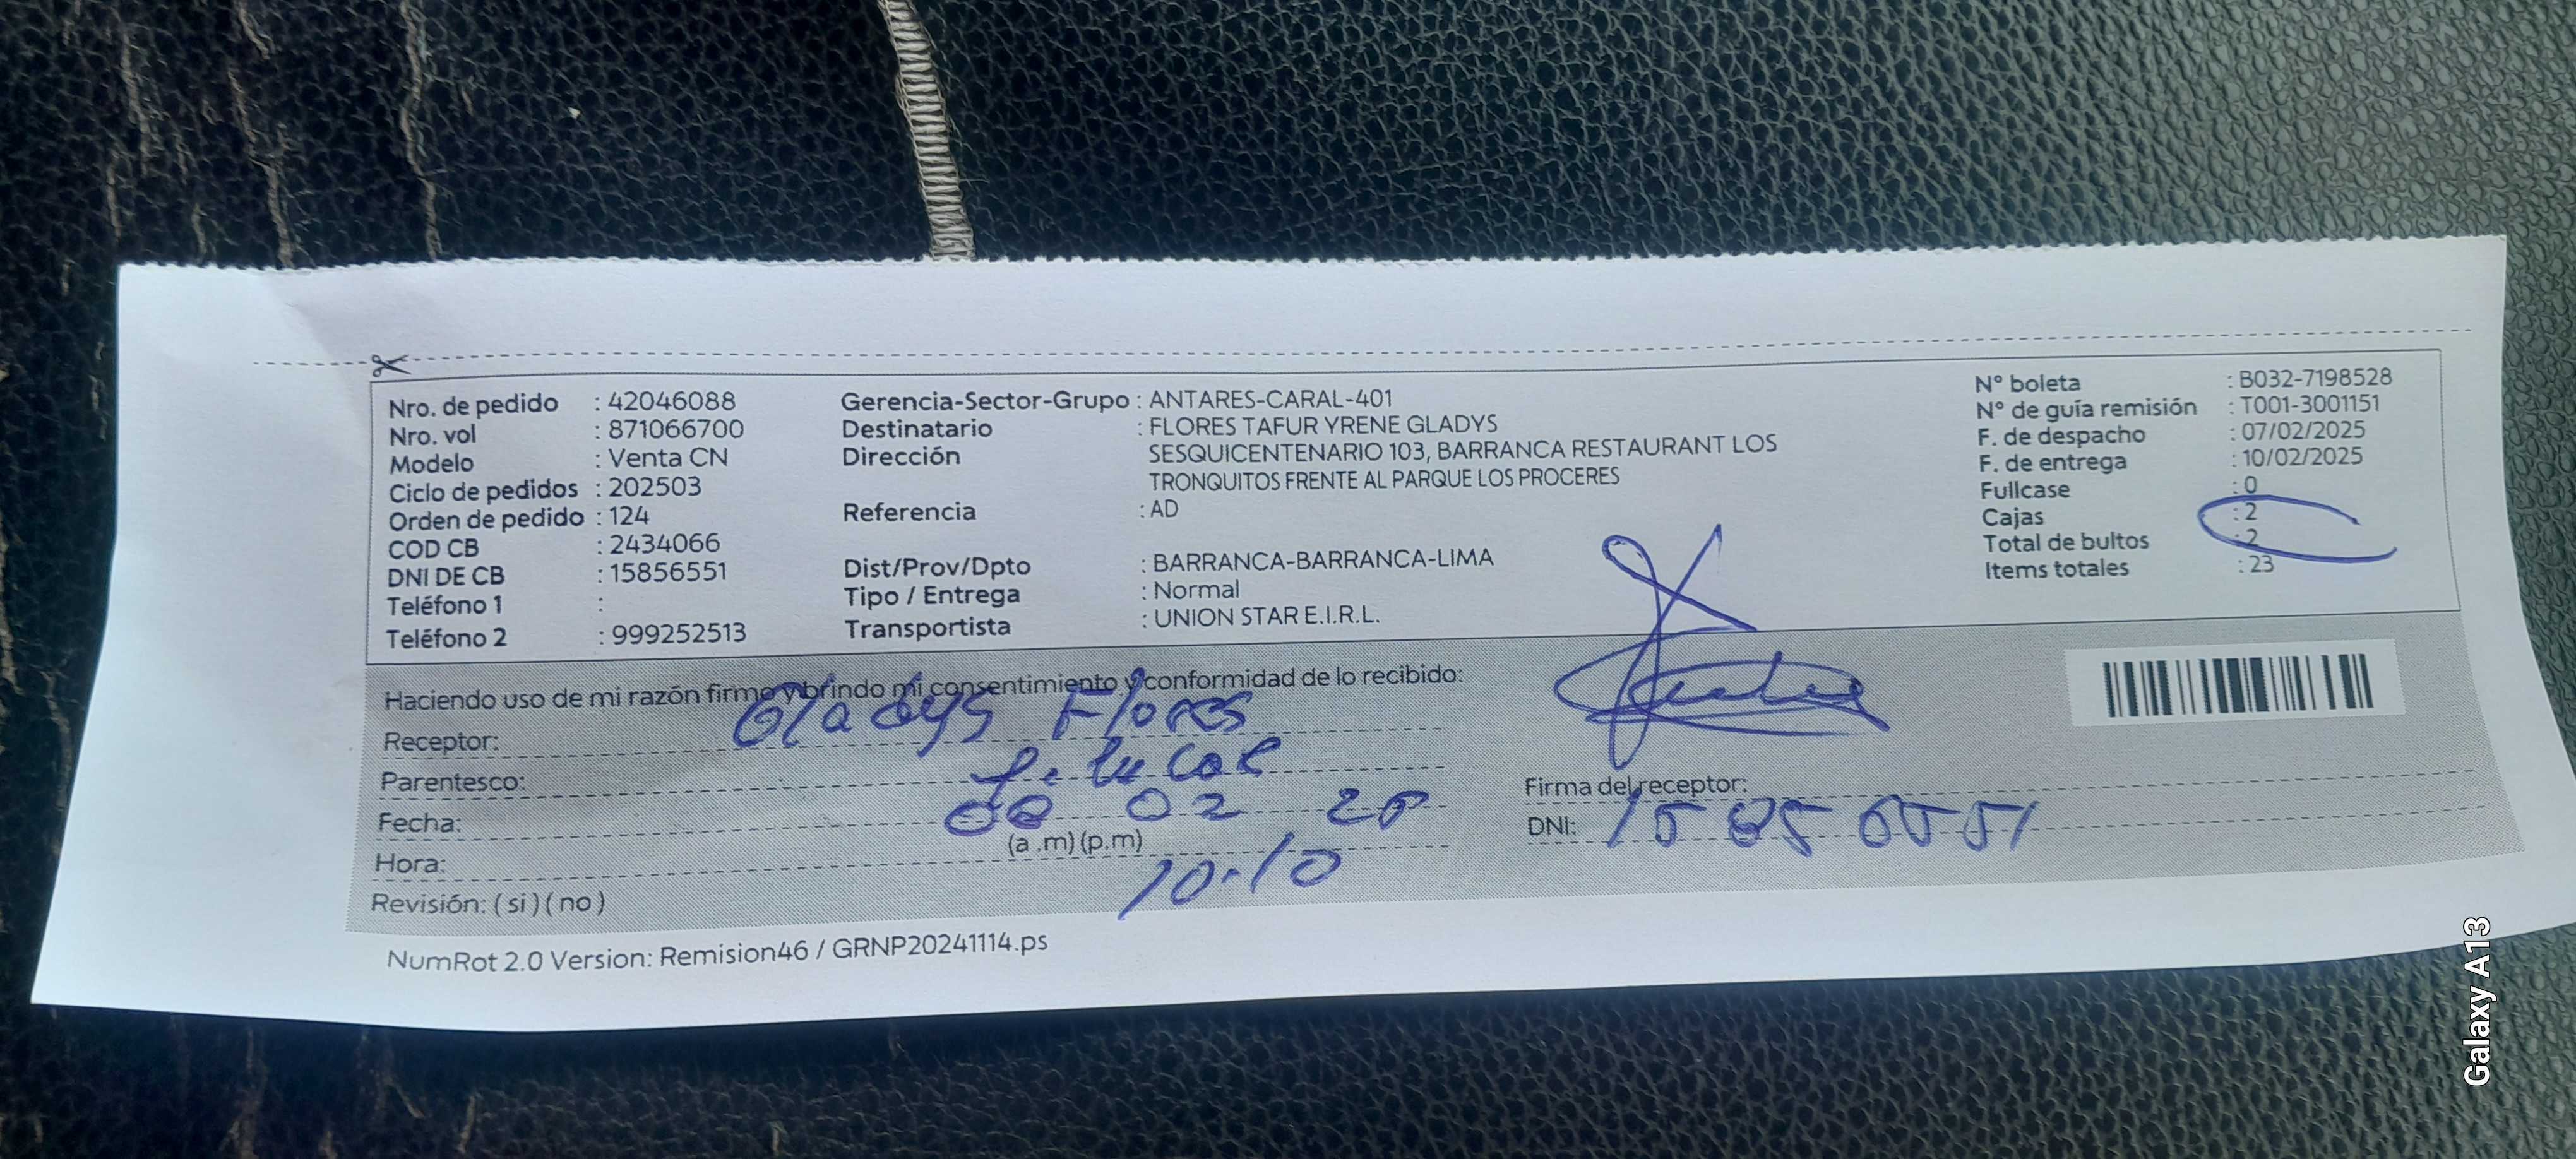 Nro. de pedido : 42046088
Nro. vol : 871066700
Modelo : Venta CN
Ciclo de pedidos : 202503
Orden de pedido : 124
COD CB : 2434066
DNI DE CB : 15856551
Teléfono 1 :
Teléfono 2 : 999252513
Gerencia-Sector-Grupo : ANTARES-CARAL-401
Destinatario : FLORES TAFUR YRENE GLADYS
Dirección SESQUICENTENARIO 103, BARRANCA RESTAURANT LOS
TRONQUITOS FRENTE AL PARQUE LOS PROCERES
Referencia : AD
Dist/Prov/Dpto : BARRANCA-BARRANCA-LIMA
Tipo / Entrega : Normal
Transportista : UNION STAR E.I.R.L.
N° boleta : B032-7198528
N° de guía remisión : T001-3001151
F. de despacho : 07/02/2025
F. de entrega : 10/02/2025
Fullcase : 0
Cajas : 2
Total de bultos : 2
Items totales : 23
Haciendo uso de mi razón firmo y brindo mi consentimiento y conformidad de lo recibido:
Receptor: Gladys Flores
Parentesco:
Fecha: 02
(a .m) (p.m)
Hora: 10.10
Revisión: ( si ) ( no )
Firma del receptor:
DNI: 15856551
NumRot 2.0 Version: Remision46 / GRNP20241114.ps
Galaxy A13